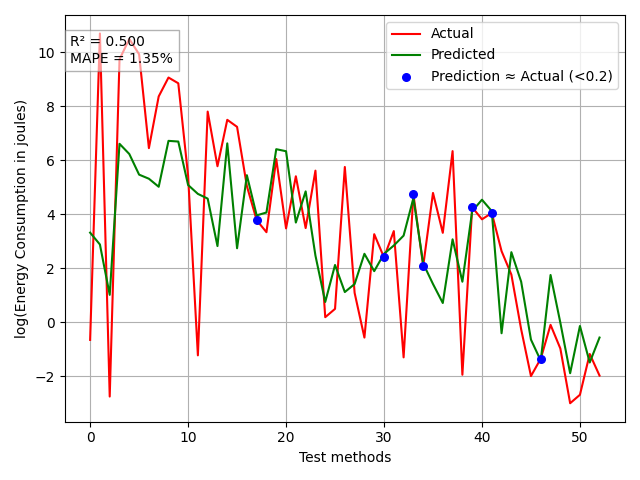 R² = 0.500
MAPE = 1.35%
Actual
Predicted
Prediction ≈ Actual (<0.2)
log(Energy Consumption in joules)
10
8
6
4
2
0
−2
0 10 20 30 40 50
Test methods